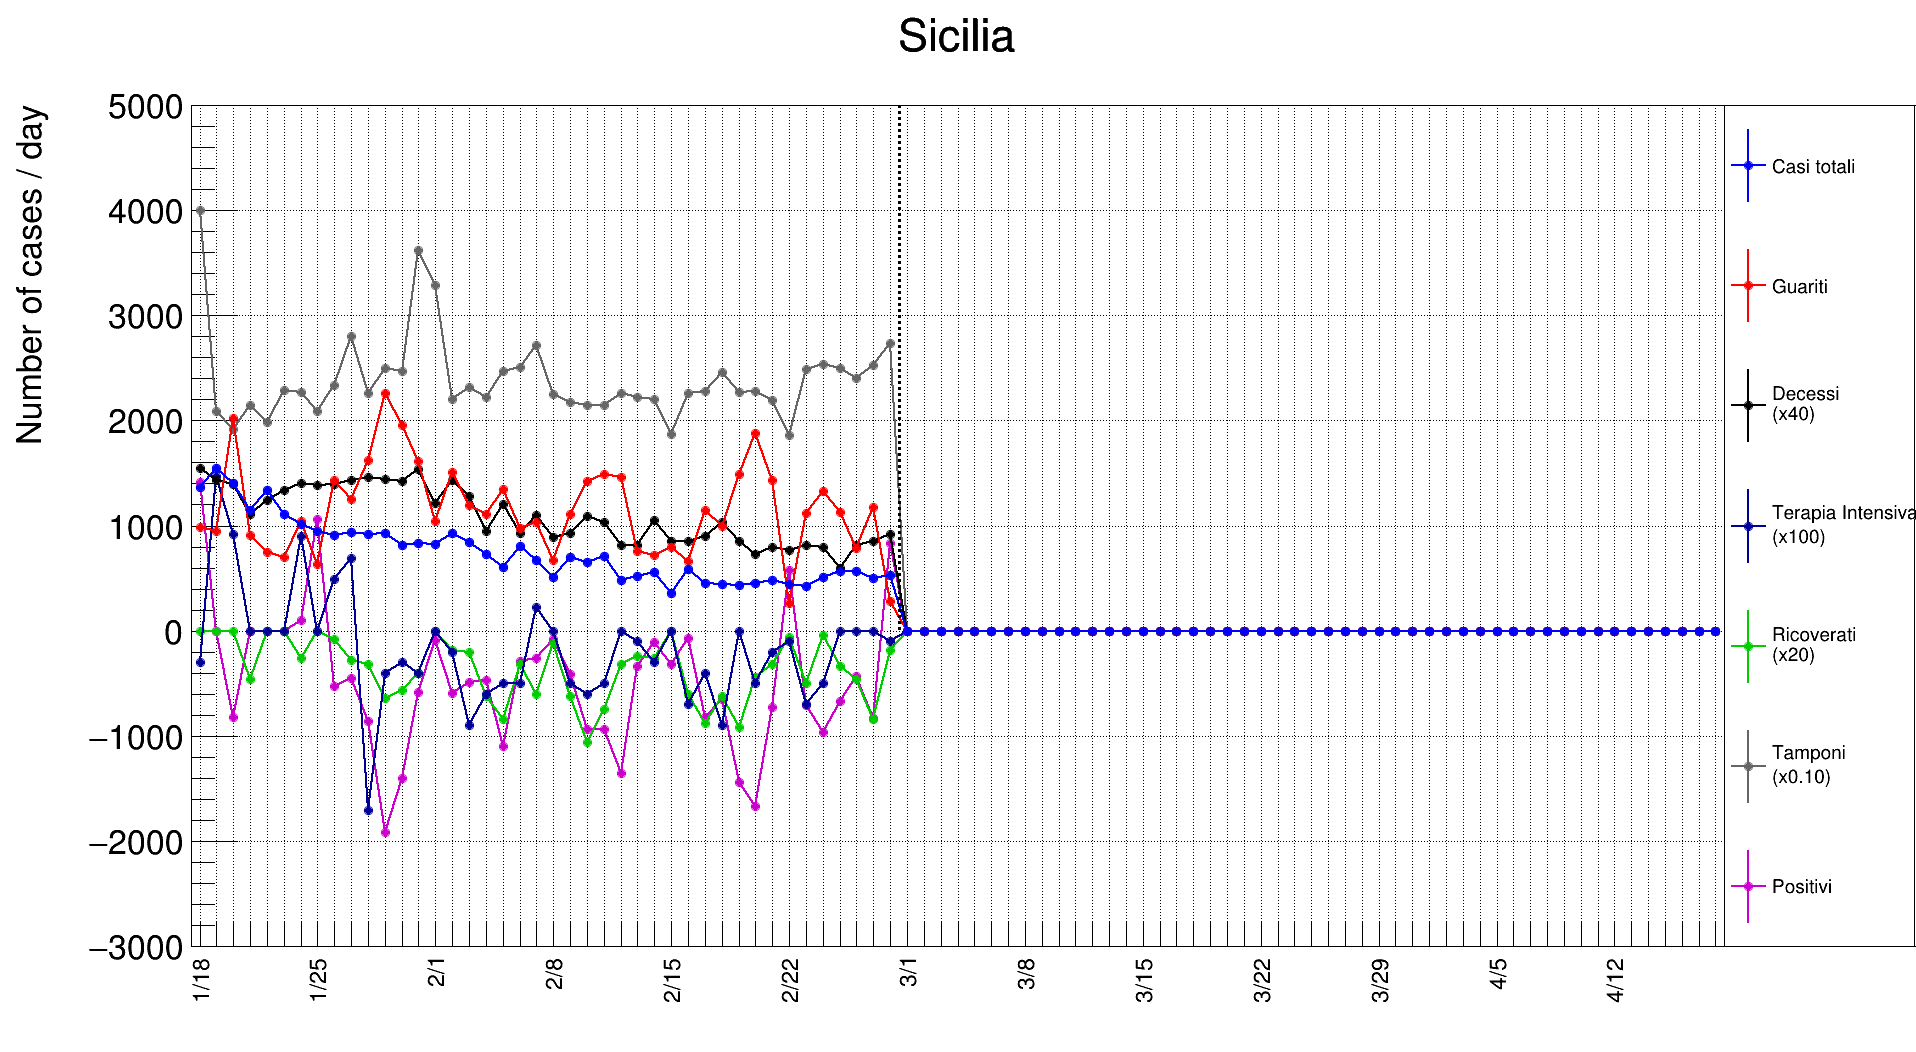 Sicilia
Number of cases / day
5000
4000
3000
2000
1000
0
−1000
−2000
−3000
1/18
1/25
2/1
2/8
2/15
2/22
3/1
3/8
3/15
3/22
3/29
4/5
4/12
Casi totali
Guariti
Decessi
(x40)
Terapia Intensiva
(x100)
Ricoverati
(x20)
Tamponi
(x0.10)
Positivi